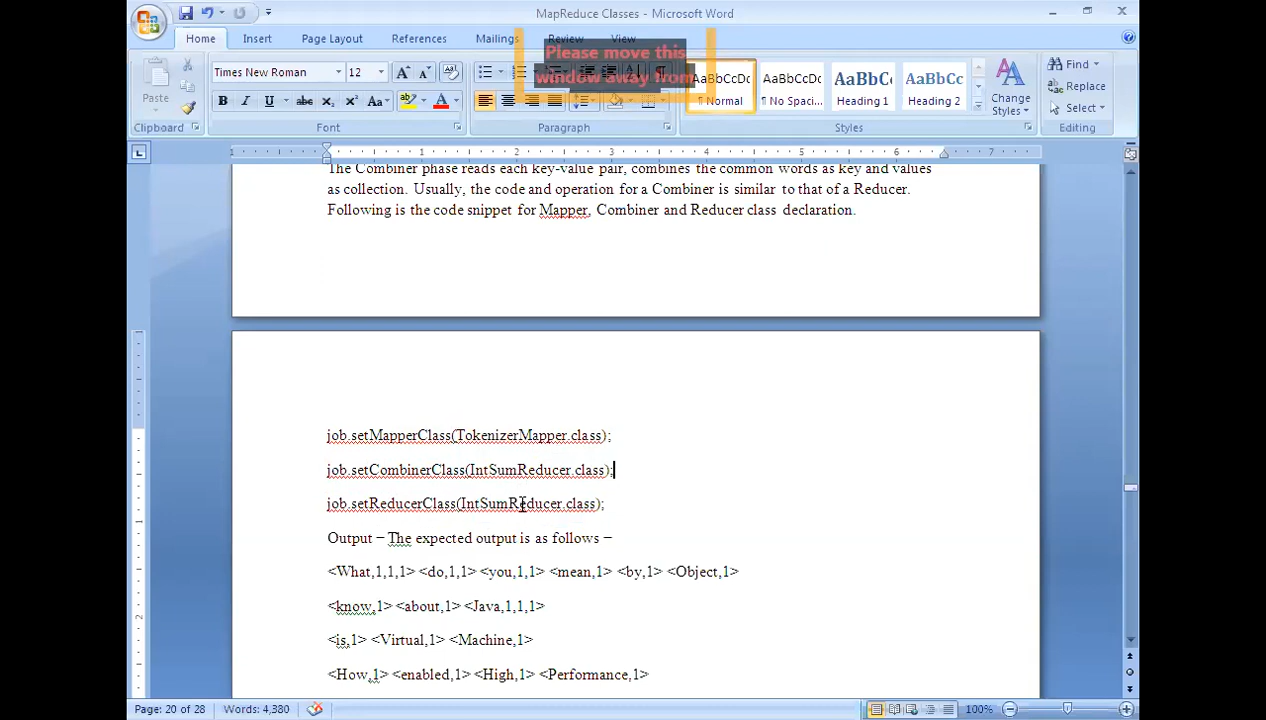 MapReduce Classes - Microsoft Word
Home Insert Page Layout References Mailings Review View
Please move this
window away from
Paste
Times New Roman 12
AaBbCcDc AaBbCcDc AaBbC AaBbCc
¶ Normal ¶ No Spaci... Heading 1 Heading 2
Change
Styles
Find
Replace
Select
Clipboard Font Paragraph Styles Editing
1 1 2 3 4 5 6 7
The Combiner phase reads each key-value pair, combines the common words as key and values
as collection. Usually, the code and operation for a Combiner is similar to that of a Reducer.
Following is the code snippet for Mapper, Combiner and Reducer class declaration.
job.setMapperClass(TokenizerMapper.class);
job.setCombinerClass(IntSumReducer.class);
job.setReducerClass(IntSumReducer.class);
Output − The expected output is as follows −
<What,1,1,1> <do,1,1> <you,1,1> <mean,1> <by,1> <Object,1>
<know,1> <about,1> <Java,1,1,1>
<is,1> <Virtual,1> <Machine,1>
<How,1> <enabled,1> <High,1> <Performance,1>
Page: 20 of 28 Words: 4,380 100%